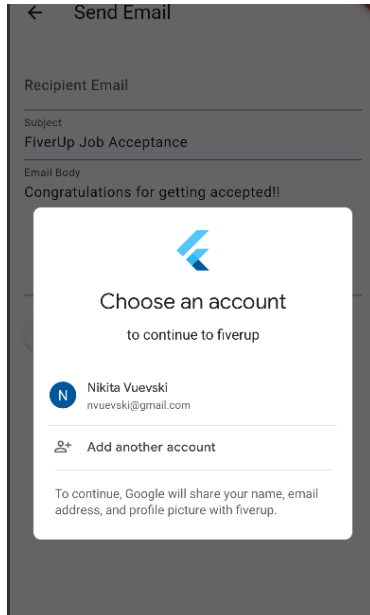 Send Email
Recipient Email
Subject
FiverUp Job Acceptance
Email Body
Congratulations for getting accepted!!
Choose an account
to continue to fiverup
N
Nikita Vuevski
nvuevski@gmail.com
Add another account
To continue, Google will share your name, email
address, and profile picture with fiverup.